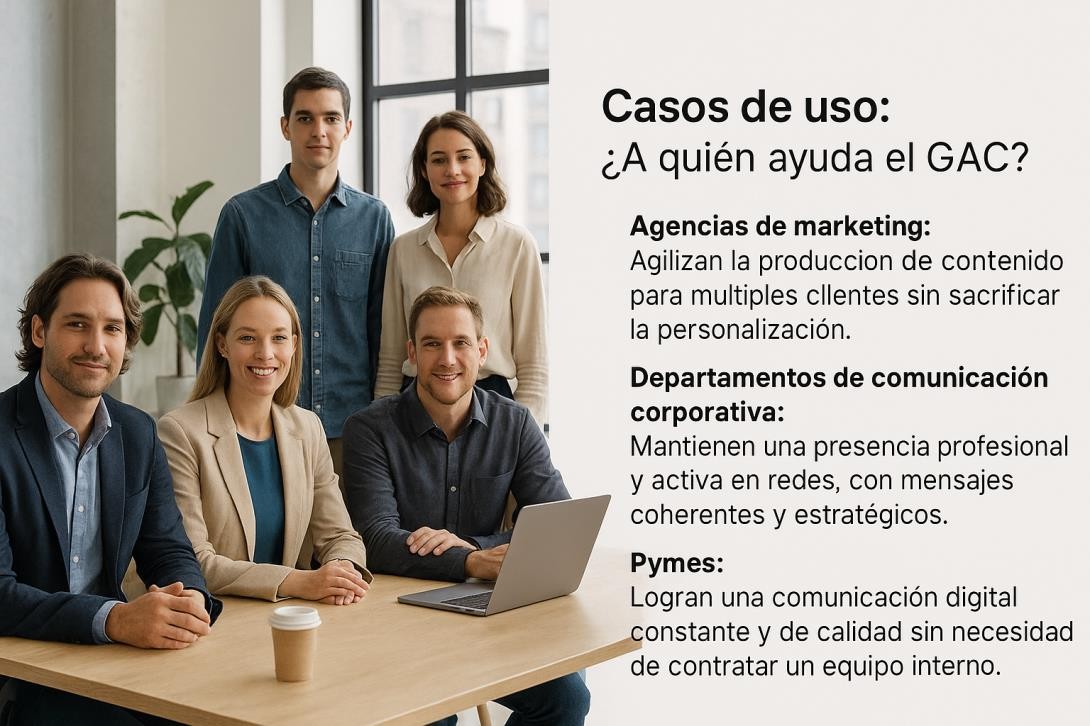 Casos de uso:
¿A quién ayuda el GAC?
Agencias de marketing:
Agilizan la produccion de contenido
para multiples cllentes sin sacrificar
la personalización.
Departamentos de comunicación
corporativa:
Mantienen una presencia profesional
y activa en redes, con mensajes
coherentes y estratégicos.
Pymes:
Logran una comunicación digital
constante y de calidad sin necesidad
de contratar un equipo interno.